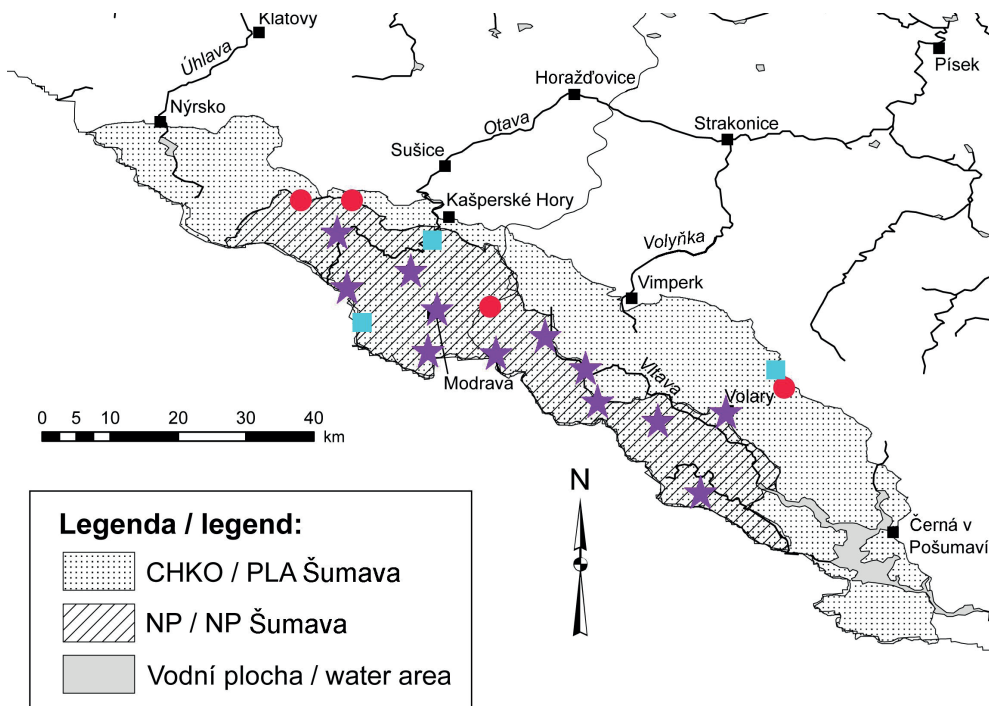 Klatovy
Úhlava
Písek
Horažďovice
Nýrsko
Otava
Strakonice
Sušice
Kašperské Hory
Volyňka
Vimperk
Vltava
Modrava
Volary
0 10 20 30 40
km
N
Černá v
Pošumaví
Legenda / legend:
CHKO / PLA Šumava
NP / NP Šumava
Vodní plocha / water area